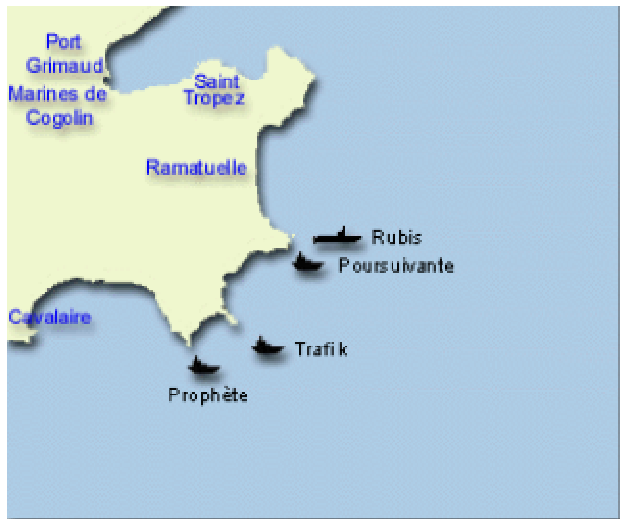 Port
Grimaud
Marines de
Cogolin
Saint
Tropez
Ramatuelle
Rubis
Poursuivante
Cavalaire
Trafik
Prophète